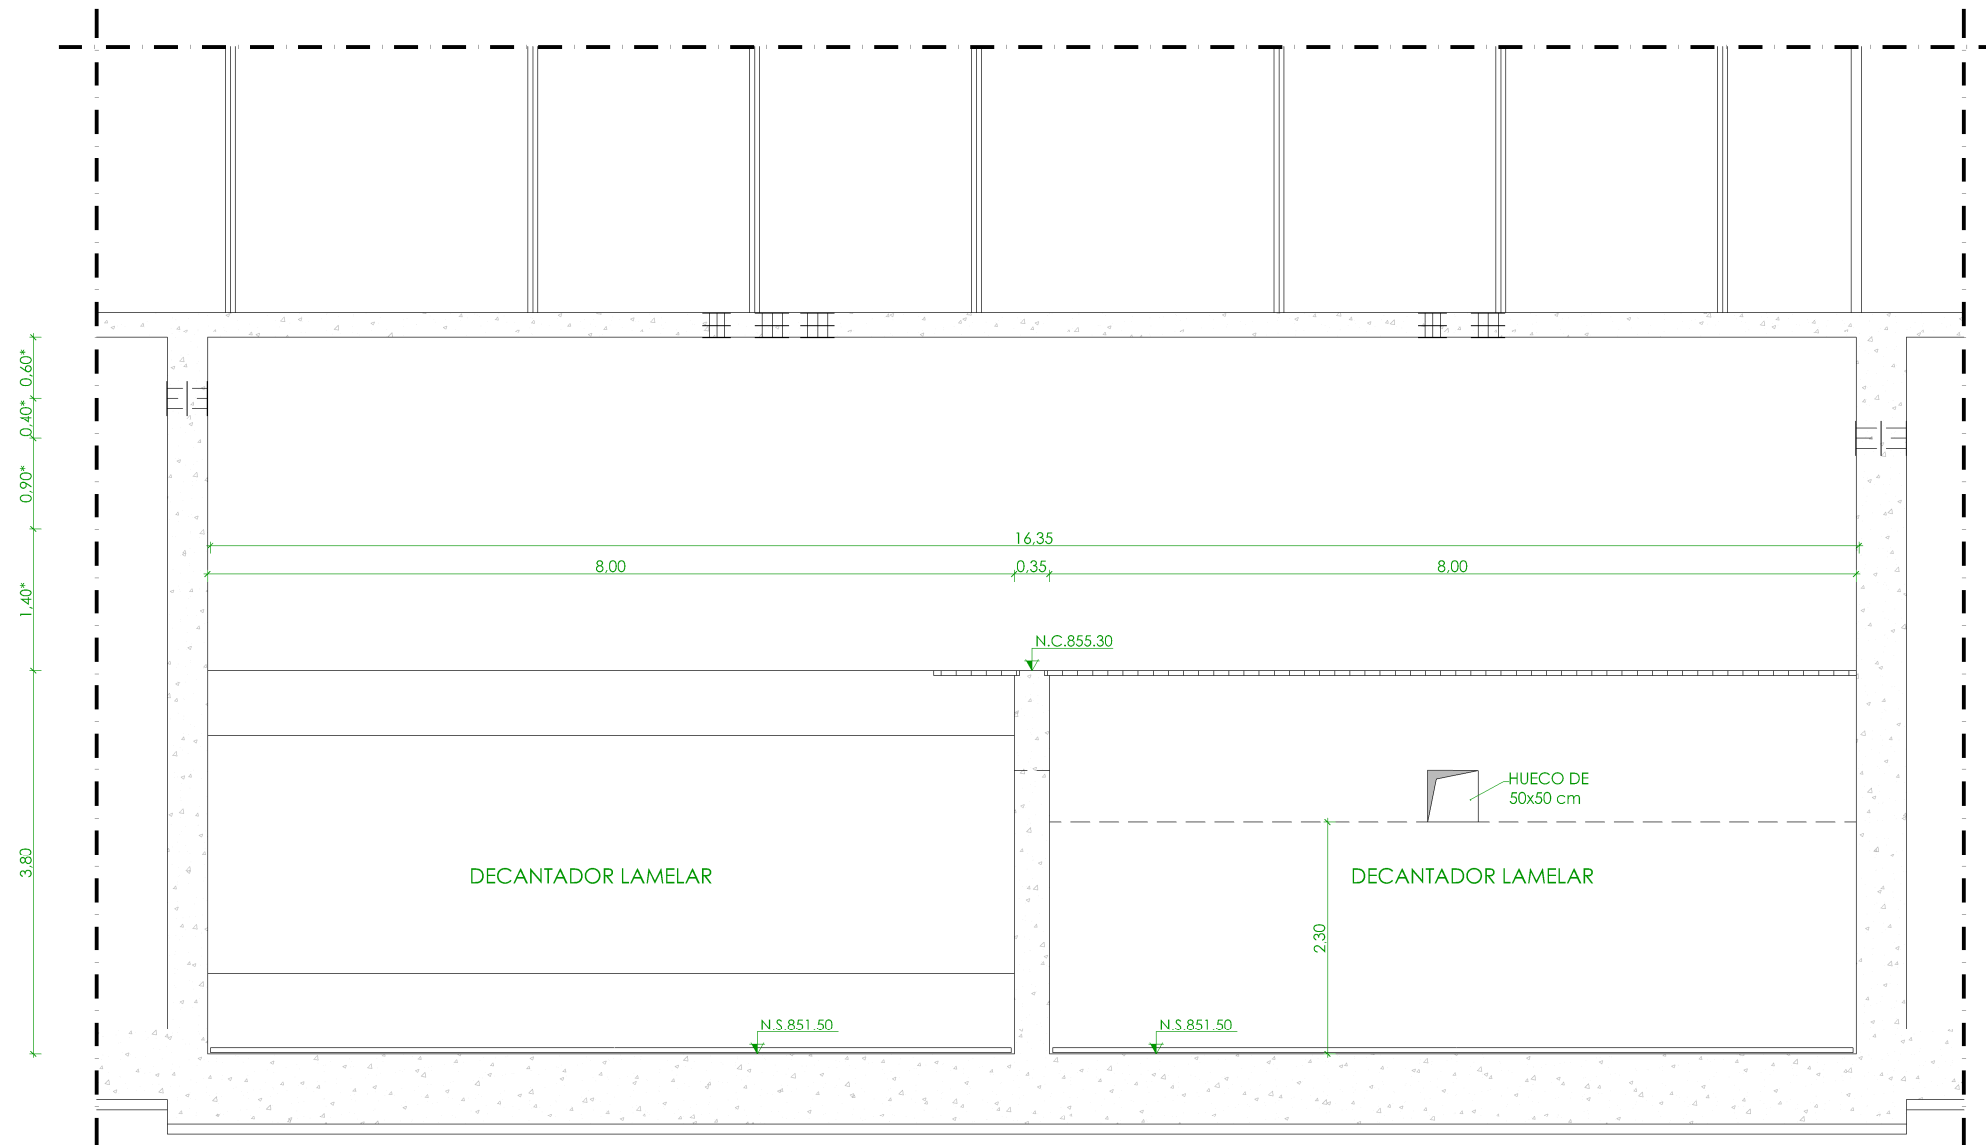 0,60*
0,40*
0,90*
16,35
8,00
0,35
8,00
1,40*
N.C.855.30
HUECO DE
50x50 cm
3,80
DECANTADOR LAMELAR
DECANTADOR LAMELAR
2,30
N.S.851.50
N.S.851.50